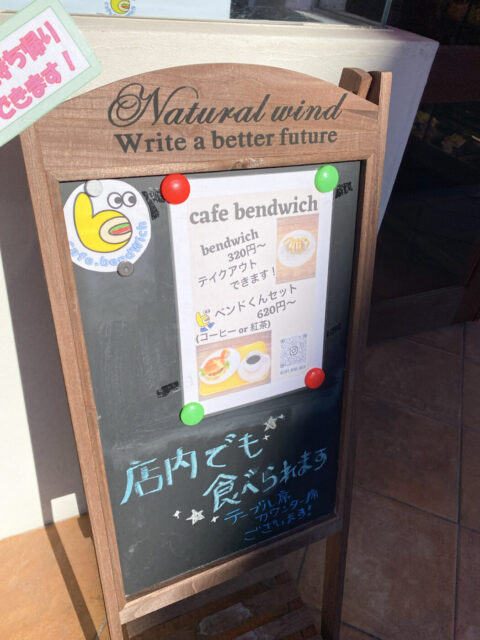 持ち帰り
できます！
Natural wind
Write a better future
cafe.bendwich
cafe bendwich
bendwich
320円〜
テイクアウト
できます！
ベンドくんセット
620円〜
(コーヒー or 紅茶)
店内でも
食べられます
テーブル席
カウンター席
ございます！